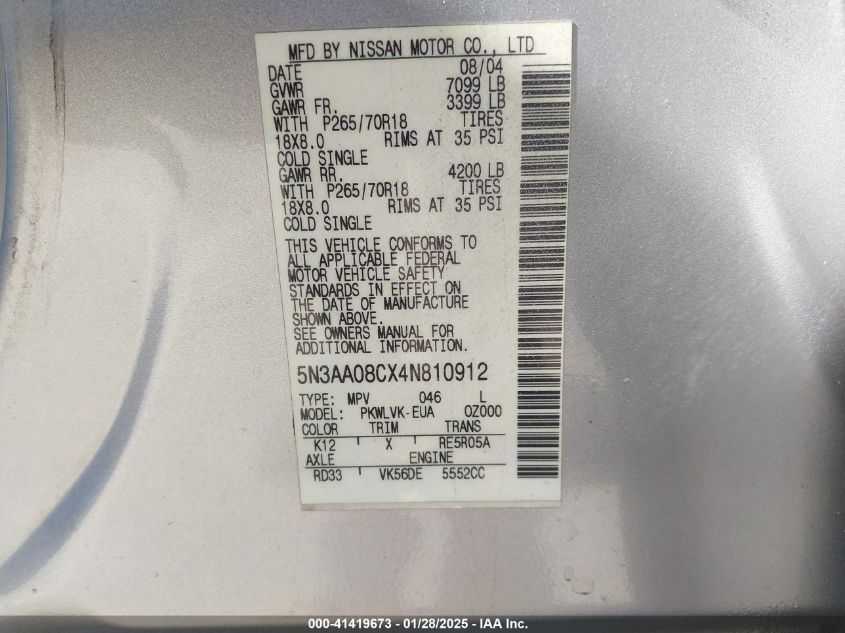 MFD BY NISSAN MOTOR CO., LTD
DATE 08/04
GVWR 7099 LB
GAWR FR. 3399 LB
WITH P265/70R18 TIRES
18X8.0 RIMS AT 35 PSI
COLD SINGLE
GAWR RR. 4200 LB
WITH P265/70R18 TIRES
18X8.0 RIMS AT 35 PSI
COLD SINGLE
THIS VEHICLE CONFORMS TO
ALL APPLICABLE FEDERAL
MOTOR VEHICLE SAFETY
STANDARDS IN EFFECT ON
THE DATE OF MANUFACTURE
SHOWN ABOVE.
SEE OWNERS MANUAL FOR
ADDITIONAL INFORMATION.
5N3AA08CX4N810912
TYPE: MPV 046 L
MODEL: PKWLVK-EUA 0Z000
COLOR TRIM TRANS
K12 X RE5R05A
AXLE ENGINE
RD33 VK56DE 5552CC
000-41419673 - 01/28/2025 - IAA Inc.